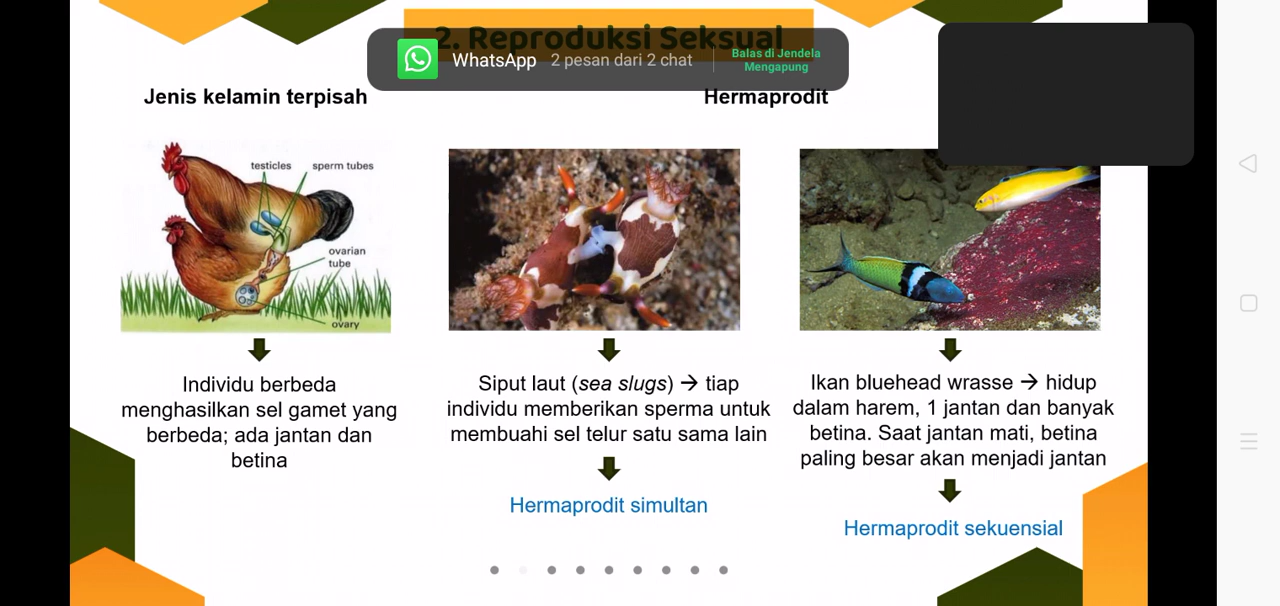 2. Reproduksi Seksual
WhatsApp 2 pesan dari 2 chat
Balas di Jendela
Mengapung
Jenis kelamin terpisah
Hermaprodit
testicles
sperm tubes
ovarian
tube
ovary
Individu berbeda
menghasilkan sel gamet yang
berbeda; ada jantan dan
betina
Siput laut (sea slugs) → tiap
individu memberikan sperma untuk
membuahi sel telur satu sama lain
Hermaprodit simultan
Ikan bluehead wrasse → hidup
dalam harem, 1 jantan dan banyak
betina. Saat jantan mati, betina
paling besar akan menjadi jantan
Hermaprodit sekuensial